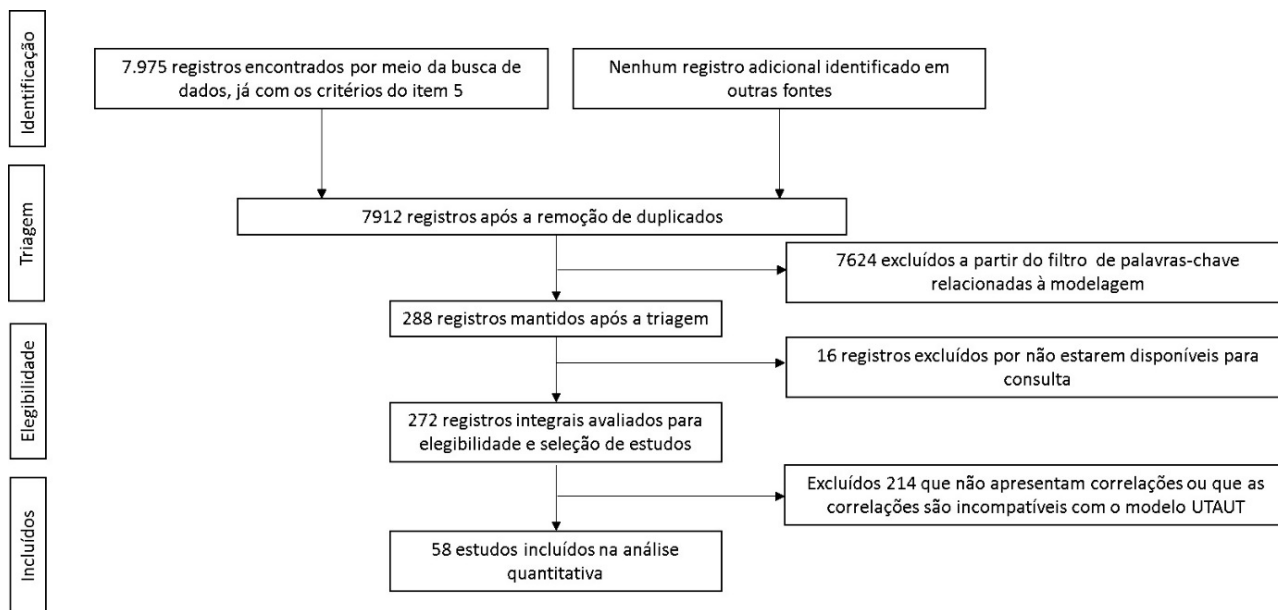 Identificação
7.975 registros encontrados por meio da busca de
dados, já com os critérios do item 5
Nenhum registro adicional identificado em
outras fontes
Triagem
7912 registros após a remoção de duplicados
7624 excluídos a partir do filtro de palavras-chave
relacionadas à modelagem
288 registros mantidos após a triagem
Elegibilidade
16 registros excluídos por não estarem disponíveis para
consulta
272 registros integrais avaliados para
elegibilidade e seleção de estudos
Incluídos
Excluídos 214 que não apresentam correlações ou que as
correlações são incompatíveis com o modelo UTAUT
58 estudos incluídos na análise
quantitativa